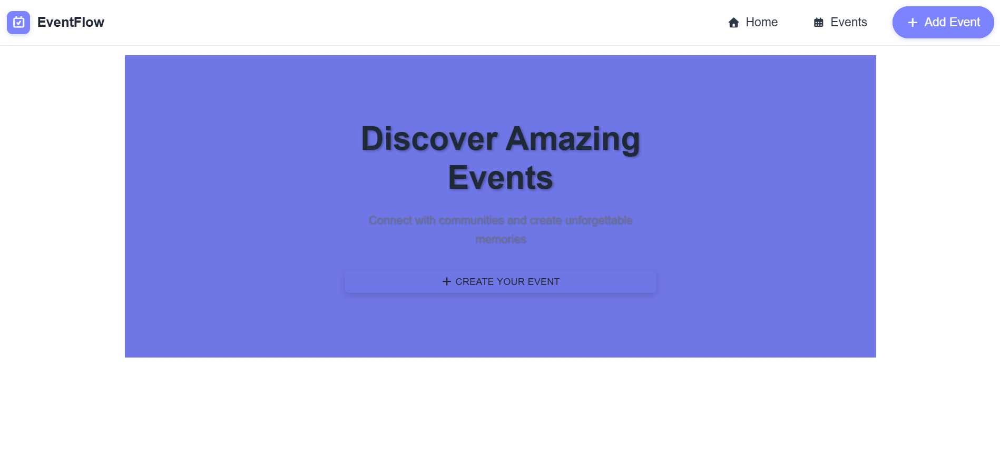 EventFlow
Home
Events
Add Event
Discover Amazing
Events
Connect with communities and create unforgettable
memories
CREATE YOUR EVENT